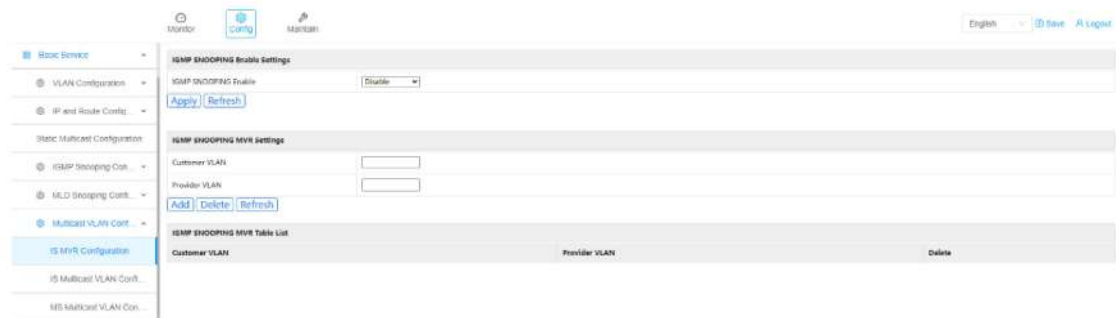 Monitor
Config
Maintain
English
Save
Logout
Basic Service
VLAN Configuration
IP and Route Config...
Static Multicast Configuration
IGMP Snooping Con...
MLD Snooping Confi...
Multicast VLAN Conf...
IS MVR Configuration
IS Multicast VLAN Confi...
MS Multicast VLAN Con...
IGMP SNOOPING Enable Settings
IGMP SNOOPING Enable
Disable
Apply Refresh
IGMP SNOOPING MVR Settings
Customer VLAN
Provider VLAN
Add Delete Refresh
IGMP SNOOPING MVR Table List
Customer VLAN Provider VLAN Delete